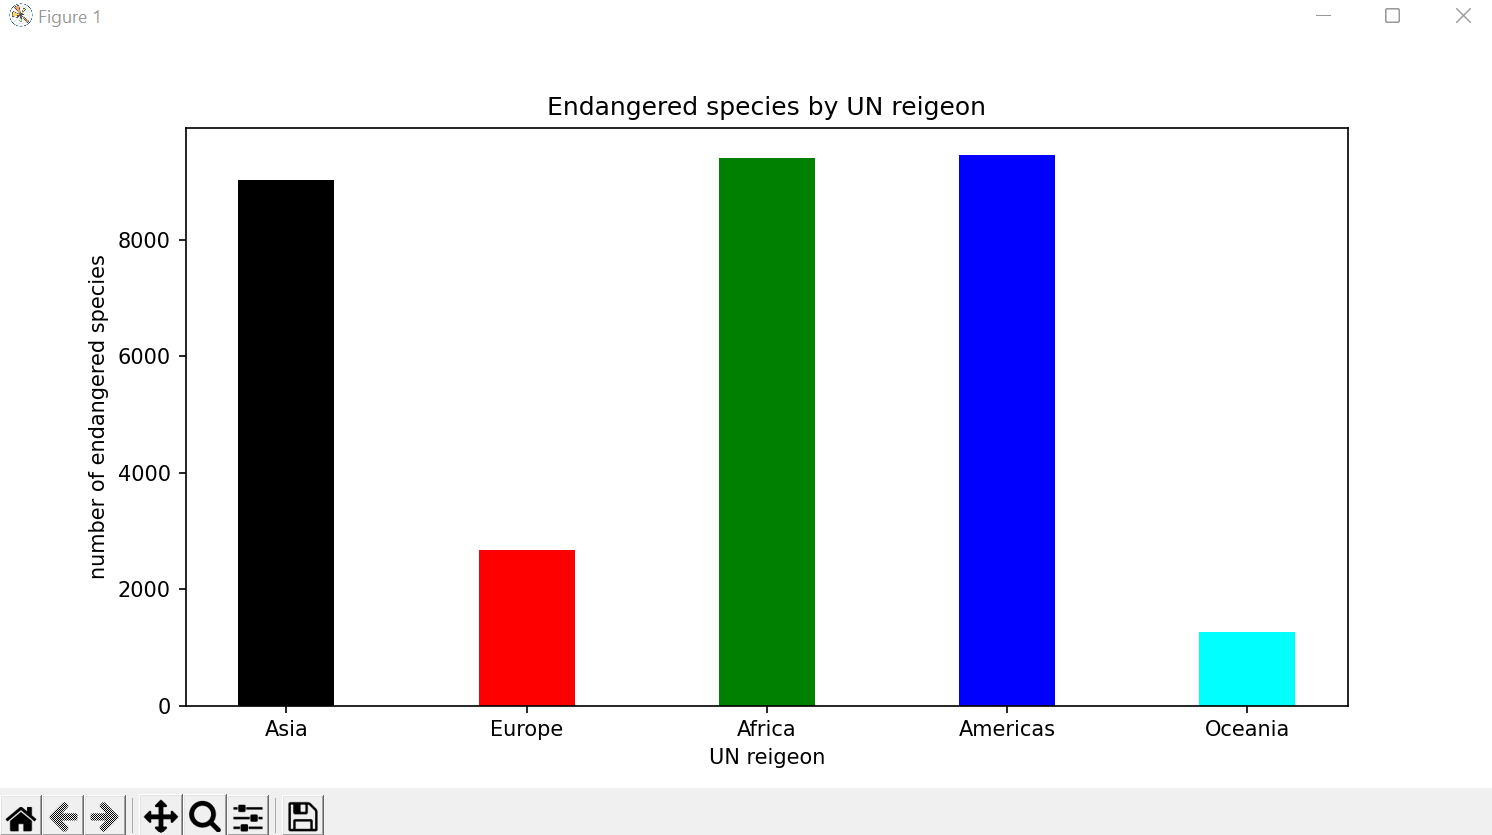 Figure 1
Endangered species by UN reigeon
number of endangered species
8000
6000
4000
2000
0
Asia Europe Africa Americas Oceania
UN reigeon